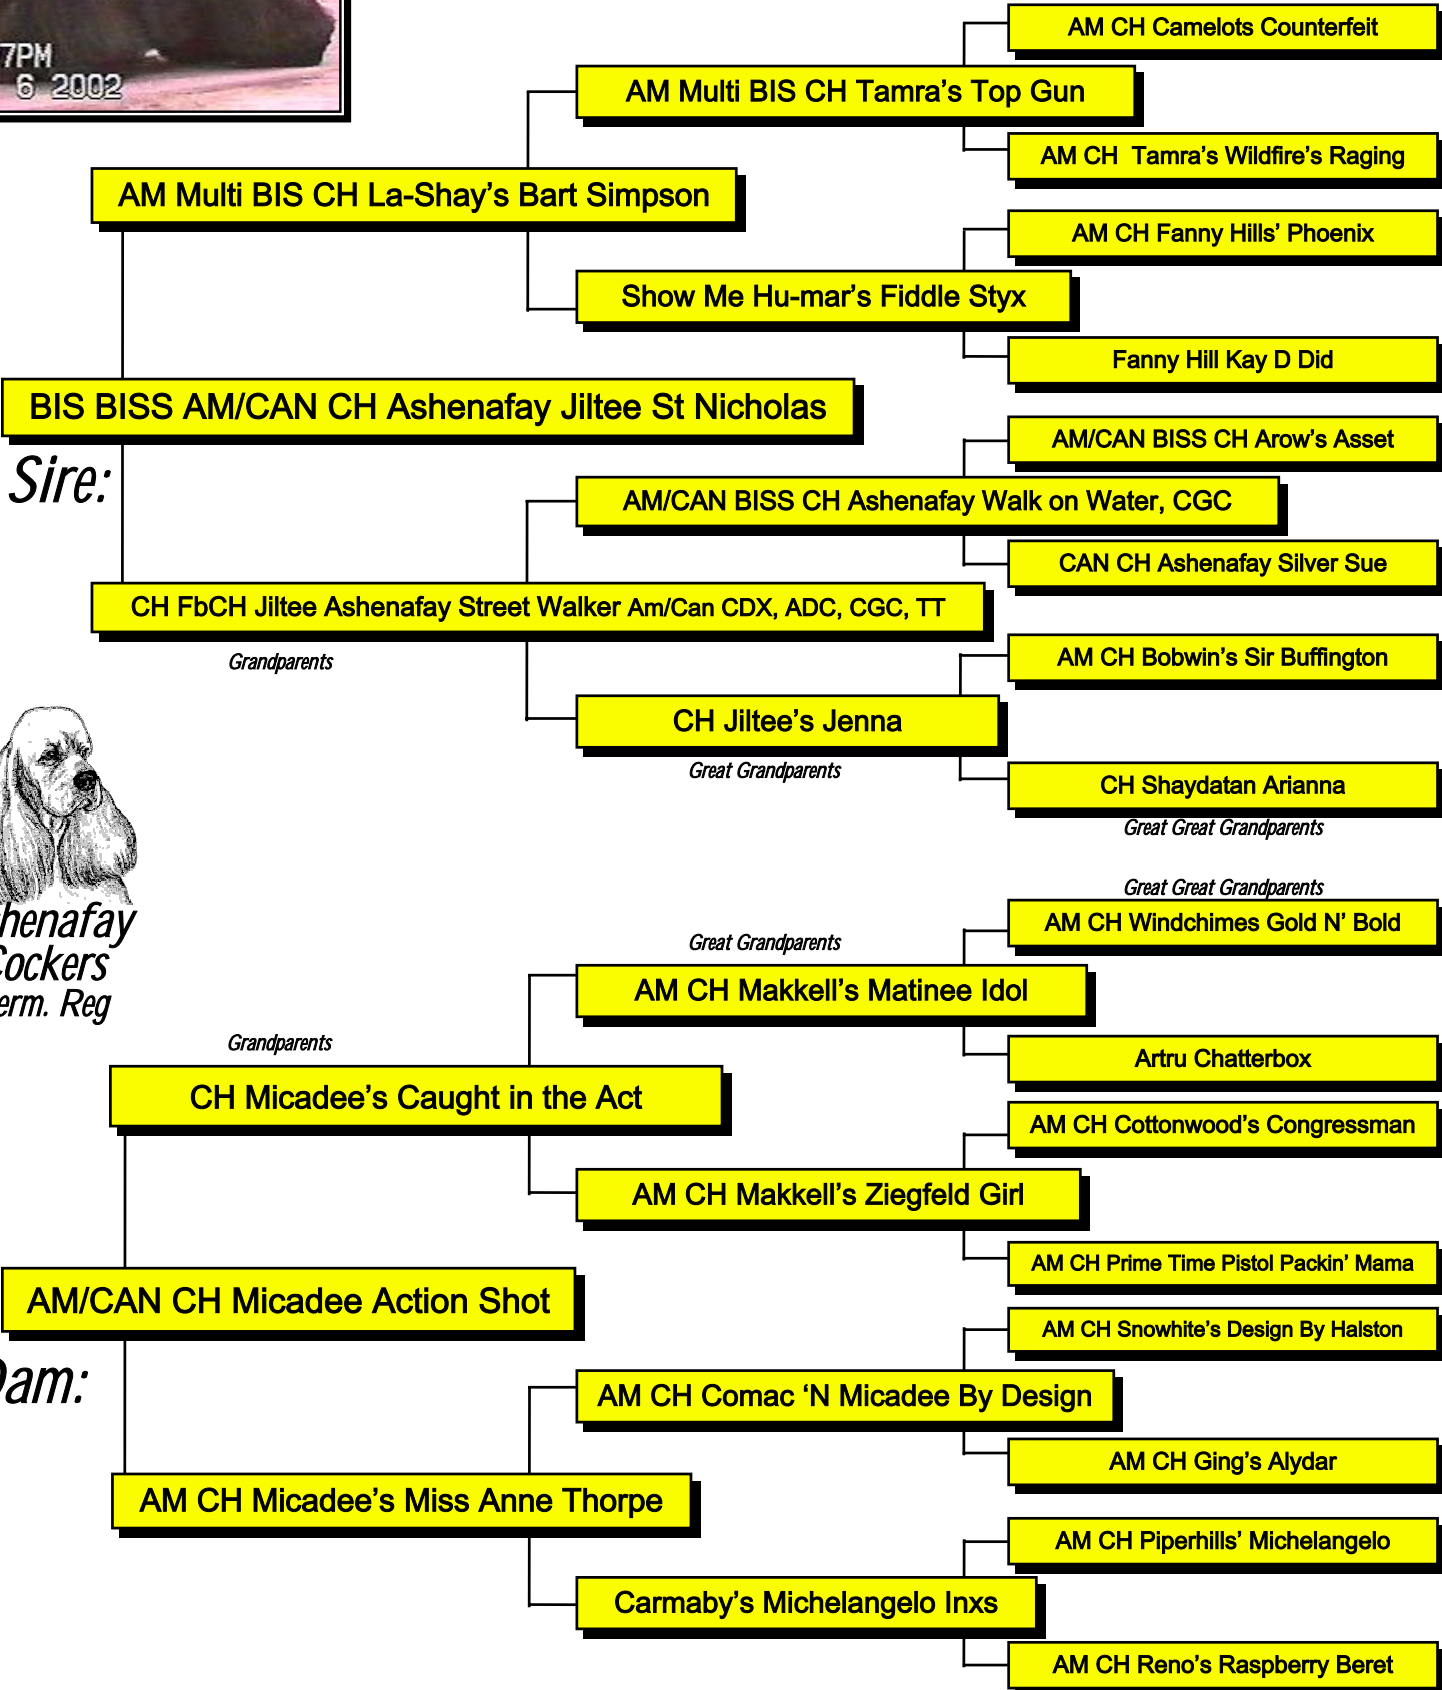 7PM
6 2002
AM CH Camelots Counterfeit
AM Multi BIS CH Tamra's Top Gun
AM CH Tamra's Wildfire's Raging
AM Multi BIS CH La-Shay's Bart Simpson
AM CH Fanny Hills' Phoenix
Show Me Hu-mar's Fiddle Styx
Fanny Hill Kay D Did
BIS BISS AM/CAN CH Ashenafay Jiltee St Nicholas
Sire:
AM/CAN BISS CH Arow's Asset
AM/CAN BISS CH Ashenafay Walk on Water, CGC
CAN CH Ashenafay Silver Sue
CH FbCH Jiltee Ashenafay Street Walker Am/Can CDX, ADC, CGC, TT
Grandparents
AM CH Bobwin's Sir Buffington
CH Jiltee's Jenna
Great Grandparents
CH Shaydatan Arianna
Great Great Grandparents
henafay
Cockers
erm. Reg
Great Great Grandparents
AM CH Windchimes Gold N' Bold
Great Grandparents
AM CH Makkell's Matinee Idol
Artru Chatterbox
Grandparents
CH Micadee's Caught in the Act
AM CH Cottonwood's Congressman
AM CH Makkell's Ziegfeld Girl
AM CH Prime Time Pistol Packin' Mama
AM/CAN CH Micadee Action Shot
Dam:
AM CH Snowhite's Design By Halston
AM CH Comac 'N Micadee By Design
AM CH Ging's Alydar
AM CH Micadee's Miss Anne Thorpe
AM CH Piperhills' Michelangelo
Carmaby's Michelangelo Inxs
AM CH Reno's Raspberry Beret